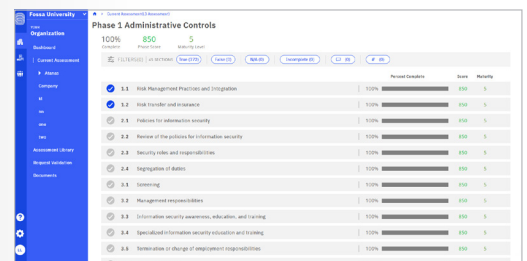 Fossa University
Current Assessment(L5 Assessment)
Phase 1 Administrative Controls
100% 850 5
Complete Phase Score Maturity Level
Organization
Dashboard
Current Assessment
Company
Assessment Library
Request Validation
Documents
Percent Complete Score Maturity
1.1 Risk Management Practices and Integration 100% 850 5
1.2 Risk transfer and insurance 100% 850 5
2.1 Policies for information security 100% 850 5
2.2 Review of the policies for information security 100% 850 5
2.3 Security roles and responsibilities 100% 850 5
2.4 Segregation of duties 100% 850 5
3.1 Screening 100% 850 5
3.2 Management responsibilities 100% 850 5
3.3 Information security awareness, education, and training 100% 850 5
3.4 Specialized information security education and training 100% 850 5
3.5 Termination or change of employment responsibilities 100% 850 5